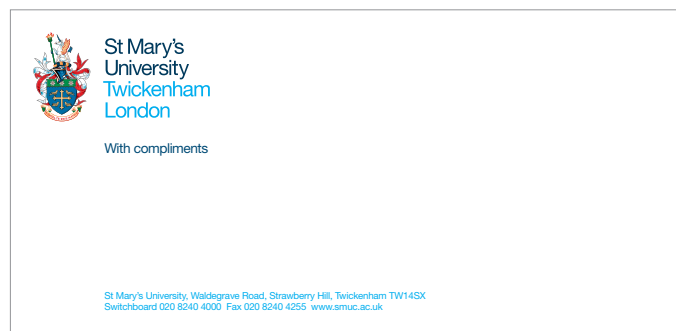 St Mary's
University
Twickenham
London
With compliments
St Mary's University, Waldegrave Road, Strawberry Hill, Twickenham TW14SX
Switchboard 020 8240 4000 Fax 020 8240 4255 www.smuc.ac.uk